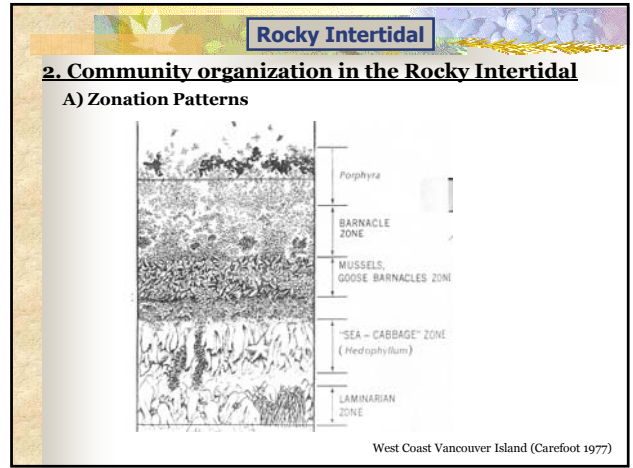 Rocky Intertidal
2. Community organization in the Rocky Intertidal
A) Zonation Patterns
Porphyra
BARNACLE
ZONE
MUSSELS,
GOOSE BARNACLES ZONE
"SEA – CABBAGE" ZONE
(Hedophyllum)
LAMINARIAN
ZONE
West Coast Vancouver Island (Carefoot 1977)